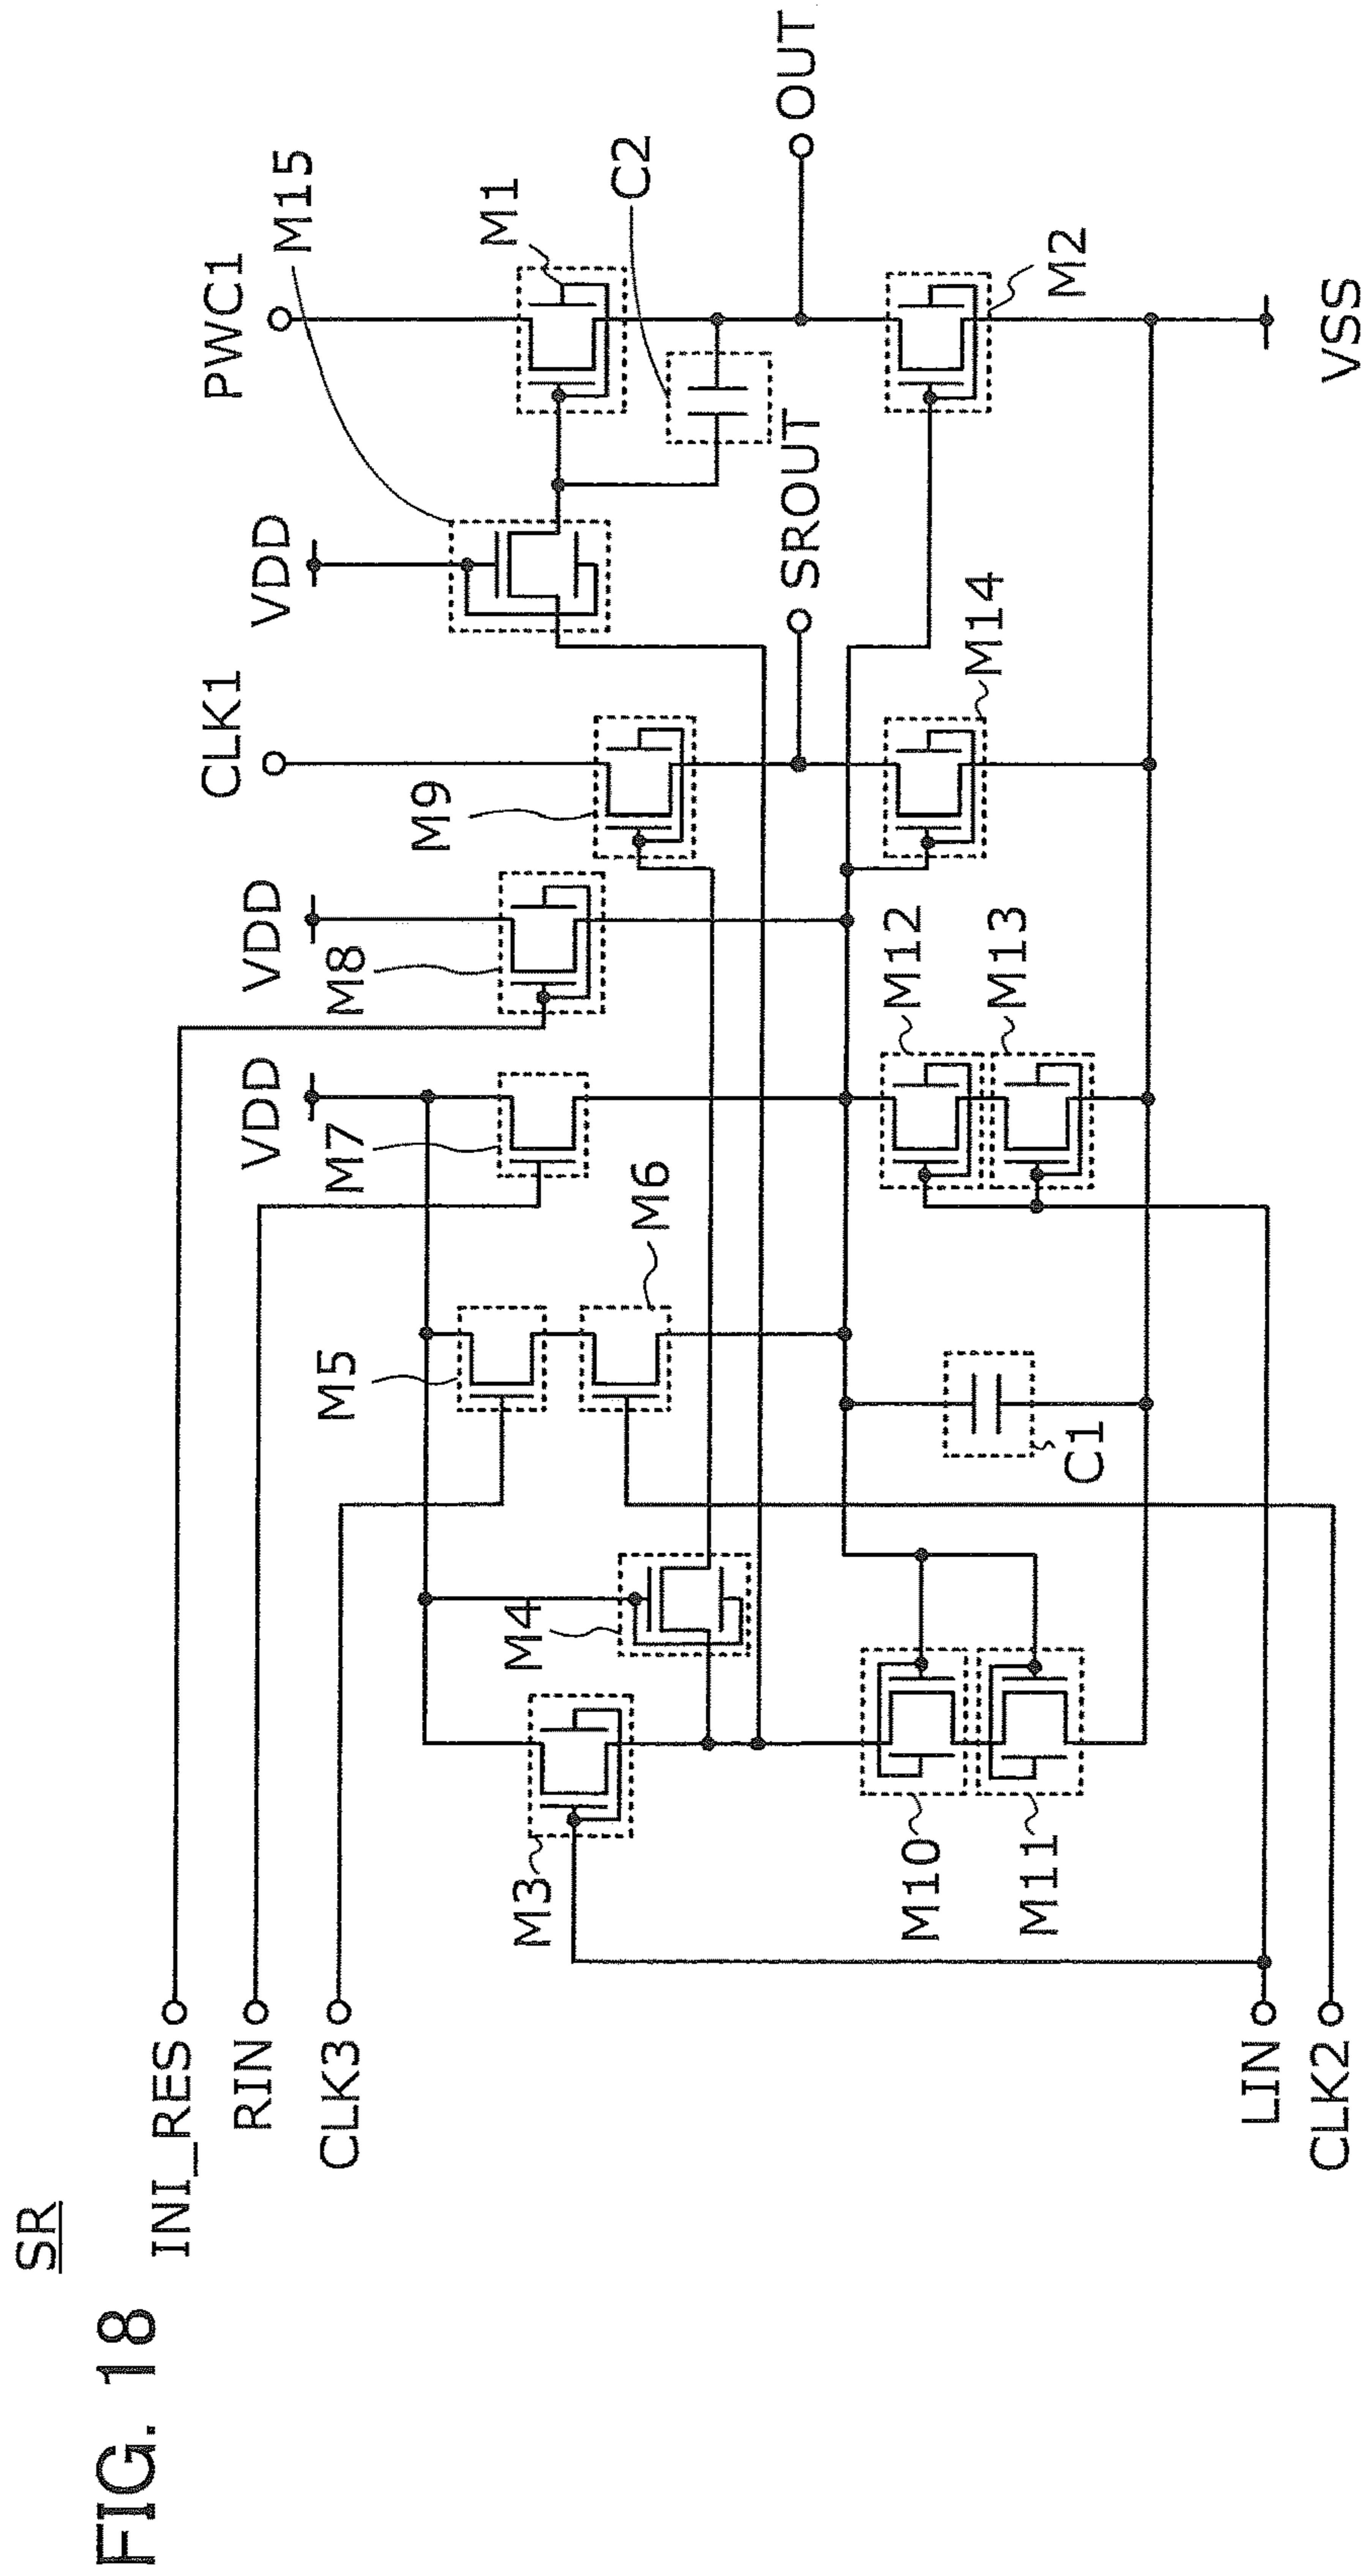 FIG. 18
SR
INI_RES
RIN
CLK3
LIN
CLK2
M3
M4
M10
M11
M5
M6
C1
VDD
M7
VDD
M8
M12
M13
CLK1
M9
SROUT
M14
VDD
M15
PWC1
M1
C2
M2
OUT
VSS